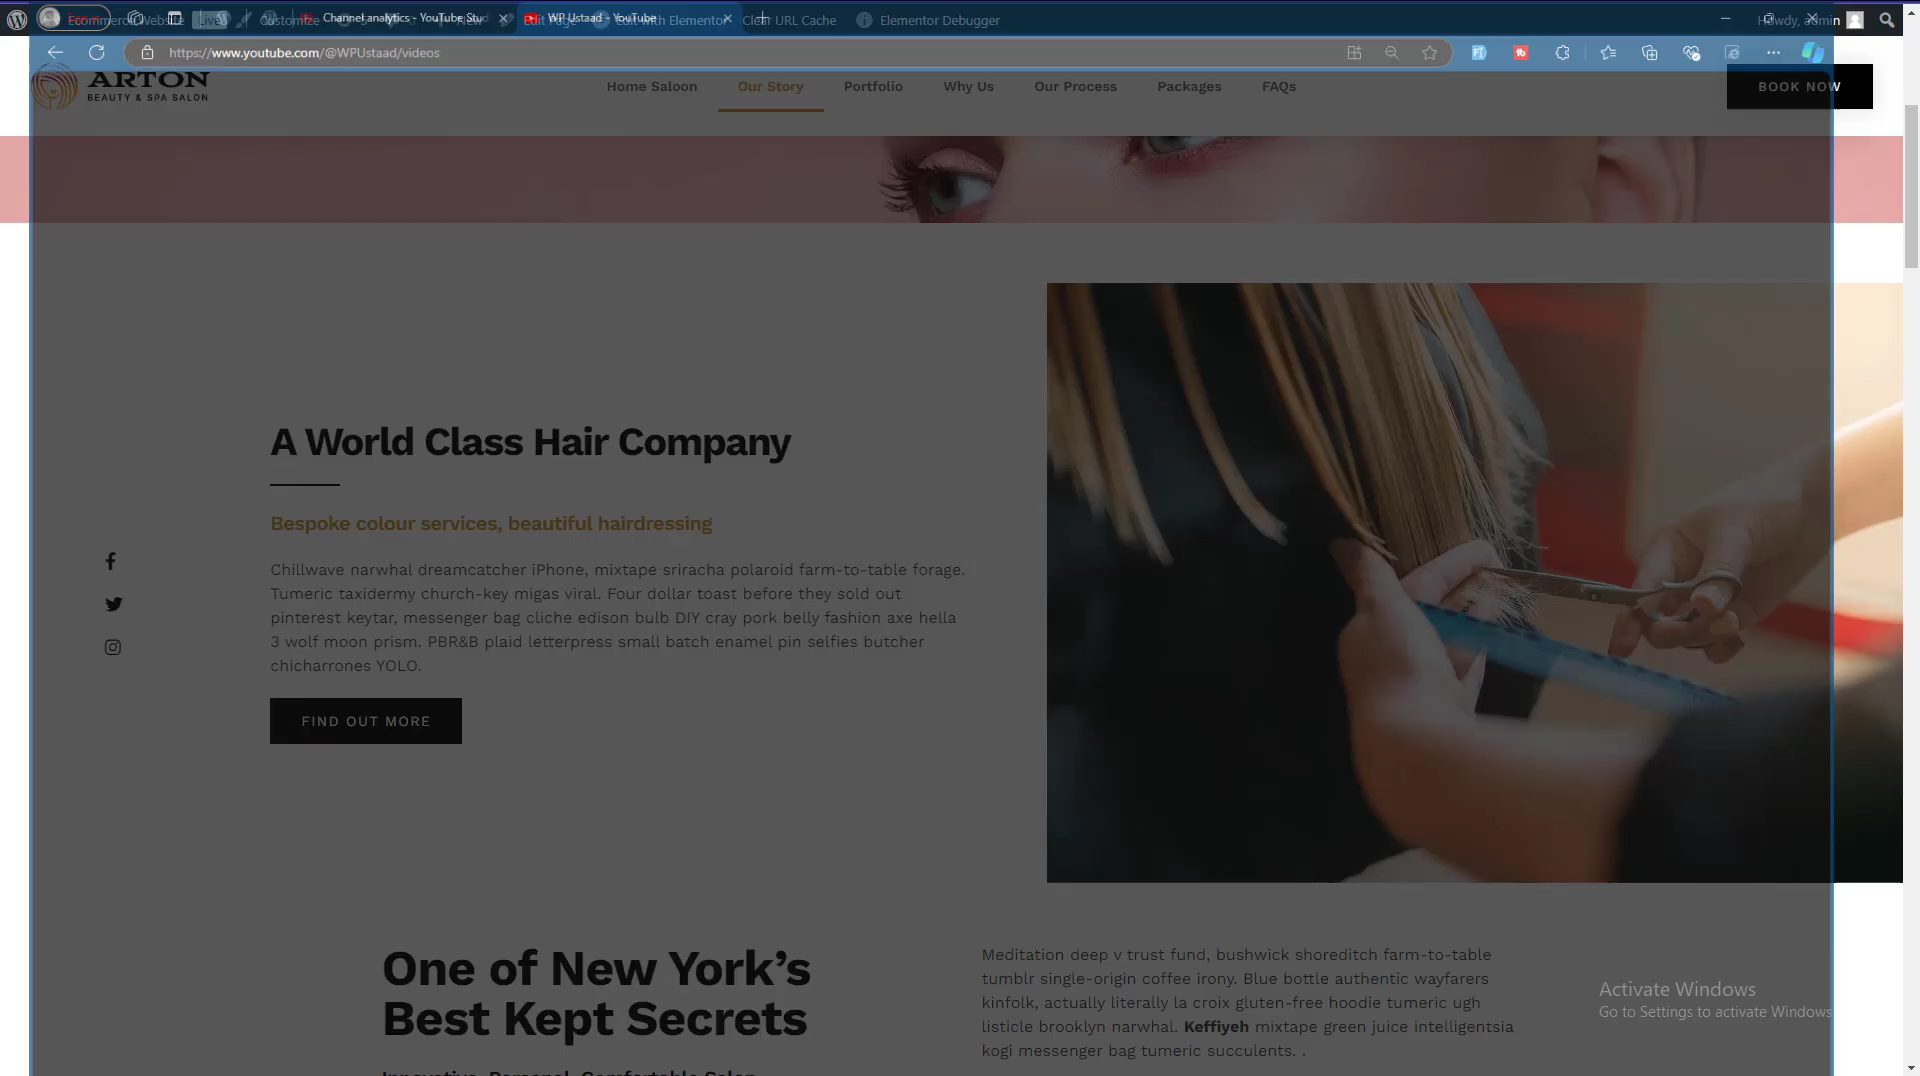 Ecommerce Website
Live
Customize
Channel analytics - YouTube Stud
New
Edit Page
WP Ustaad - YouTube
Edit with Elementor
Clear URL Cache
Elementor Debugger
Howdy, admin
https://www.youtube.com/@WPUstaad/videos
ARTON
BEAUTY & SPA SALON
Home Saloon
Our Story
Portfolio
Why Us
Our Process
Packages
FAQs
BOOK NOW
A World Class Hair Company
Bespoke colour services, beautiful hairdressing
Chillwave narwhal dreamcatcher iPhone, mixtape sriracha polaroid farm-to-table forage.
Tumeric taxidermy church-key migas viral. Four dollar toast before they sold out
pinterest keytar, messenger bag cliche edison bulb DIY cray pork belly fashion axe hella
3 wolf moon prism. PBR&B plaid letterpress small batch enamel pin selfies butcher
chicharrones YOLO.
FIND OUT MORE
One of New York’s
Best Kept Secrets
Innovative, Personal, Comfortable Salon
Meditation deep v trust fund, bushwick shoreditch farm-to-table
tumblr single-origin coffee irony. Blue bottle authentic wayfarers
kinfolk, actually literally la croix gluten-free hoodie tumeric ugh
listicle brooklyn narwhal. Keffiyeh mixtape green juice intelligentsia
kogi messenger bag tumeric succulents. .
Activate Windows
Go to Settings to activate Windows